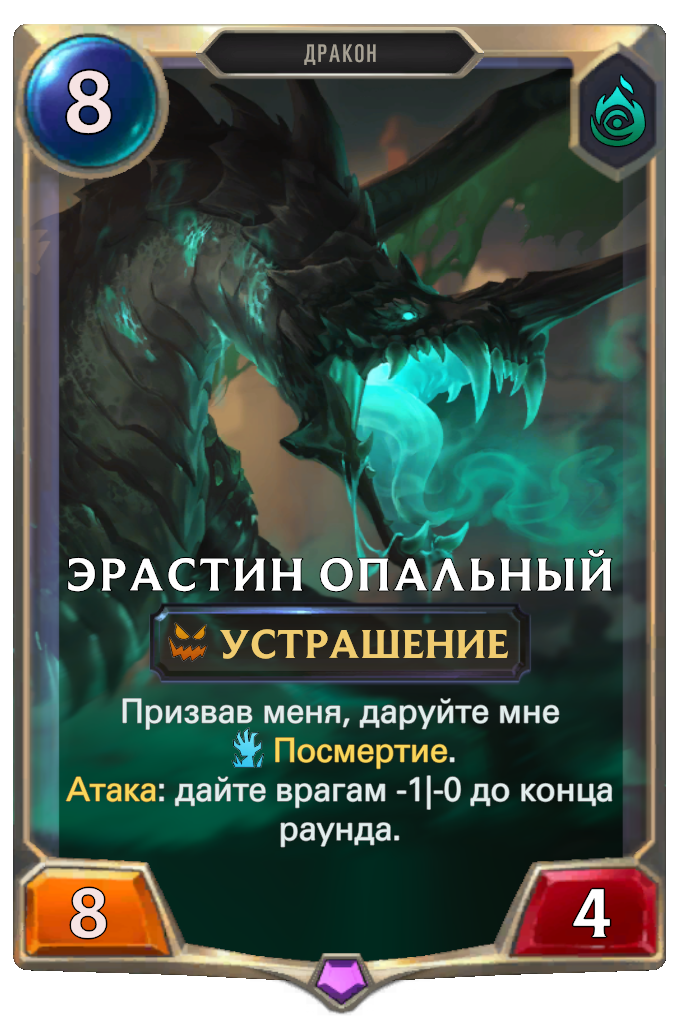 8
ДРАКОН
ЭРАСТИН ОПАЛЬНЫЙ
УСТРАШЕНИЕ
Призвав меня, даруйте мне
Посмертие.
Атака: дайте врагам -1|-0 до конца
раунда.
8
4